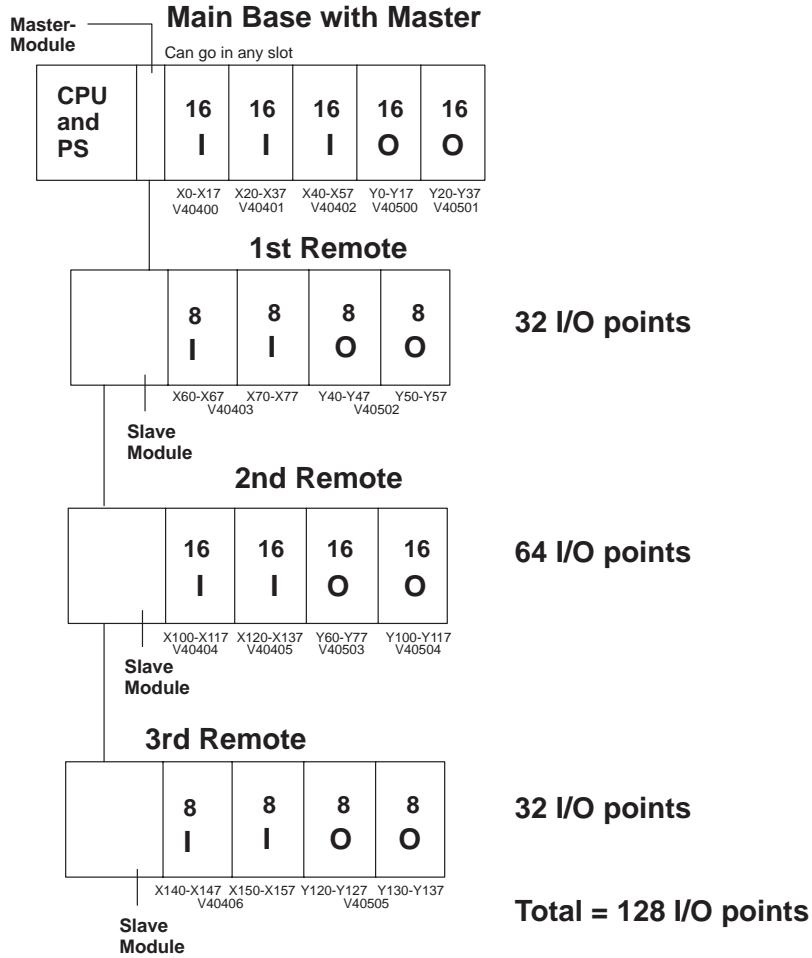 Main Base with Master
Master-
Module
Can go in any slot
CPU
and
PS
16 16 16 16 16
I I I O O
X0-X17 X20-X37 X40-X57 Y0-Y17 Y20-Y37
V40400 V40401 V40402 V40500 V40501
1st Remote
8 8 8 8
I I O O
32 I/O points
X60-X67 X70-X77 Y40-Y47 Y50-Y57
V40403 V40502
Slave
Module
2nd Remote
16 16 16 16
I I O O
64 I/O points
X100-X117 X120-X137 Y60-Y77 Y100-Y117
V40404 V40405 V40503 V40504
Slave
Module
3rd Remote
8 8 8 8
I I O O
32 I/O points
X140-X147 X150-X157 Y120-Y127 Y130-Y137
V40406 V40505
Slave
Module
Total = 128 I/O points